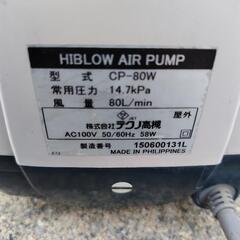 HIBLOW AIR PUMP
型式 CP-80W
常用圧力 14.7kPa
風量 80L/min
JET 屋外
株式会社テクノ高槻
AC100V 50/60Hz 58W
製造番号 150600131L
MADE IN PHILIPPINES